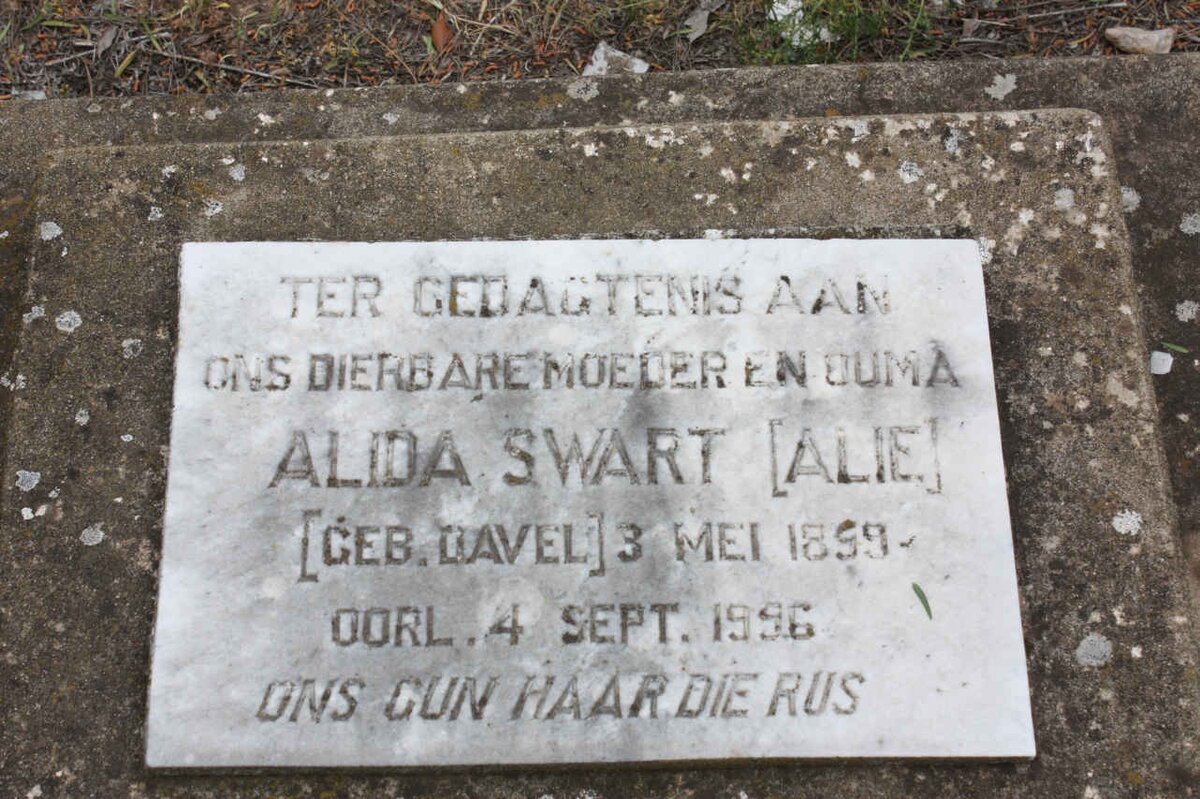 TER GEDAGTENIS AAN
ONS DIERBARE MOEDER EN OUMA
ALIDA SWART [ALIE]
[GEB. DAVEL] 3 MEI 1899-
OORL. 4 SEPT. 1996
ONS GUN HAAR DIE RUS